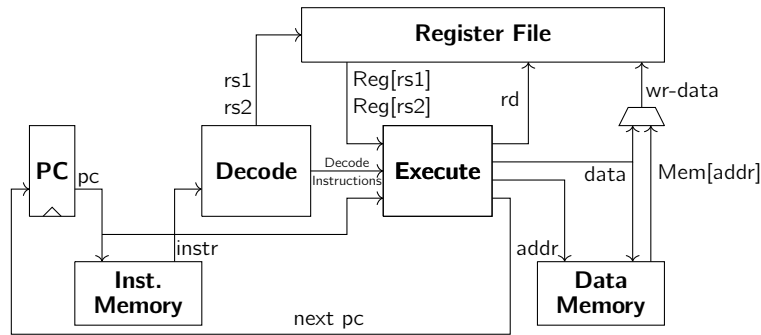 Register File
rs1
rs2
Reg[rs1]
Reg[rs2]
rd
wr-data
PC
pc
Decode
Decode
Instructions
Execute
data
Mem[addr]
instr
addr
Inst.
Memory
Data
Memory
next pc